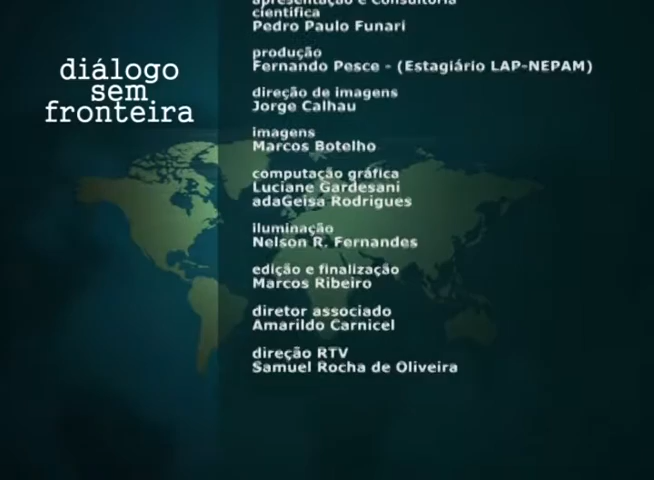 diálogo
sem
fronteira
apresentação e Consultoria
científica
Pedro Paulo Funari
produção
Fernando Pesce - (Estagiário LAP-NEPAM)
direção de imagens
Jorge Calhau
imagens
Marcos Botelho
computação gráfica
Luciane Gardesani
adaGeisa Rodrigues
iluminação
Nelson R. Fernandes
edição e finalização
Marcos Ribeiro
diretor associado
Amarildo Carnicel
direção RTV
Samuel Rocha de Oliveira